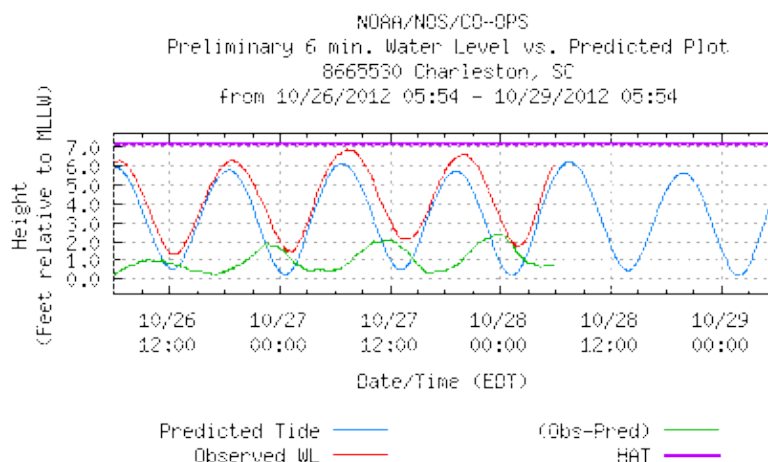 NOAA/NOS/CO-OPS
Preliminary 6 min. Water Level vs. Predicted Plot
8665530 Charleston, SC
from 10/26/2012 05:54 - 10/29/2012 05:54
Height
(Feet relative to MLLW)
7.0
6.0
5.0
4.0
3.0
2.0
1.0
0.0
10/26 10/27 10/27 10/28 10/28 10/29
12:00 00:00 12:00 00:00 12:00 00:00
Date/Time (EDT)
Predicted Tide (Obs-Pred)
Observed WL HAT